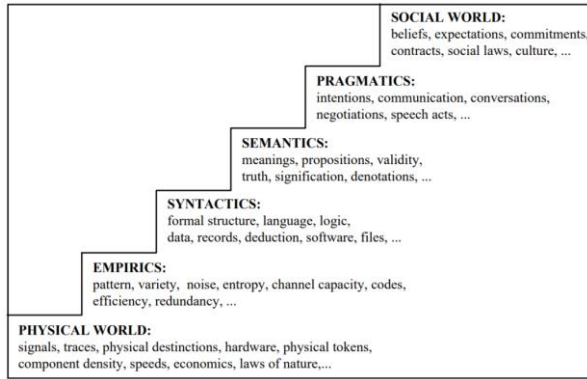 SOCIAL WORLD:
beliefs, expectations, commitments,
contracts, social laws, culture, ...
PRAGMATICS:
intentions, communication, conversations,
negotiations, speech acts, ...
SEMANTICS:
meanings, propositions, validity,
truth, signification, denotations, ...
SYNTACTICS:
formal structure, language, logic,
data, records, deduction, software, files, ...
EMPIRICS:
pattern, variety, noise, entropy, channel capacity, codes,
efficiency, redundancy, ...
PHYSICAL WORLD:
signals, traces, physical destinctions, hardware, physical tokens,
component density, speeds, economics, laws of nature,...